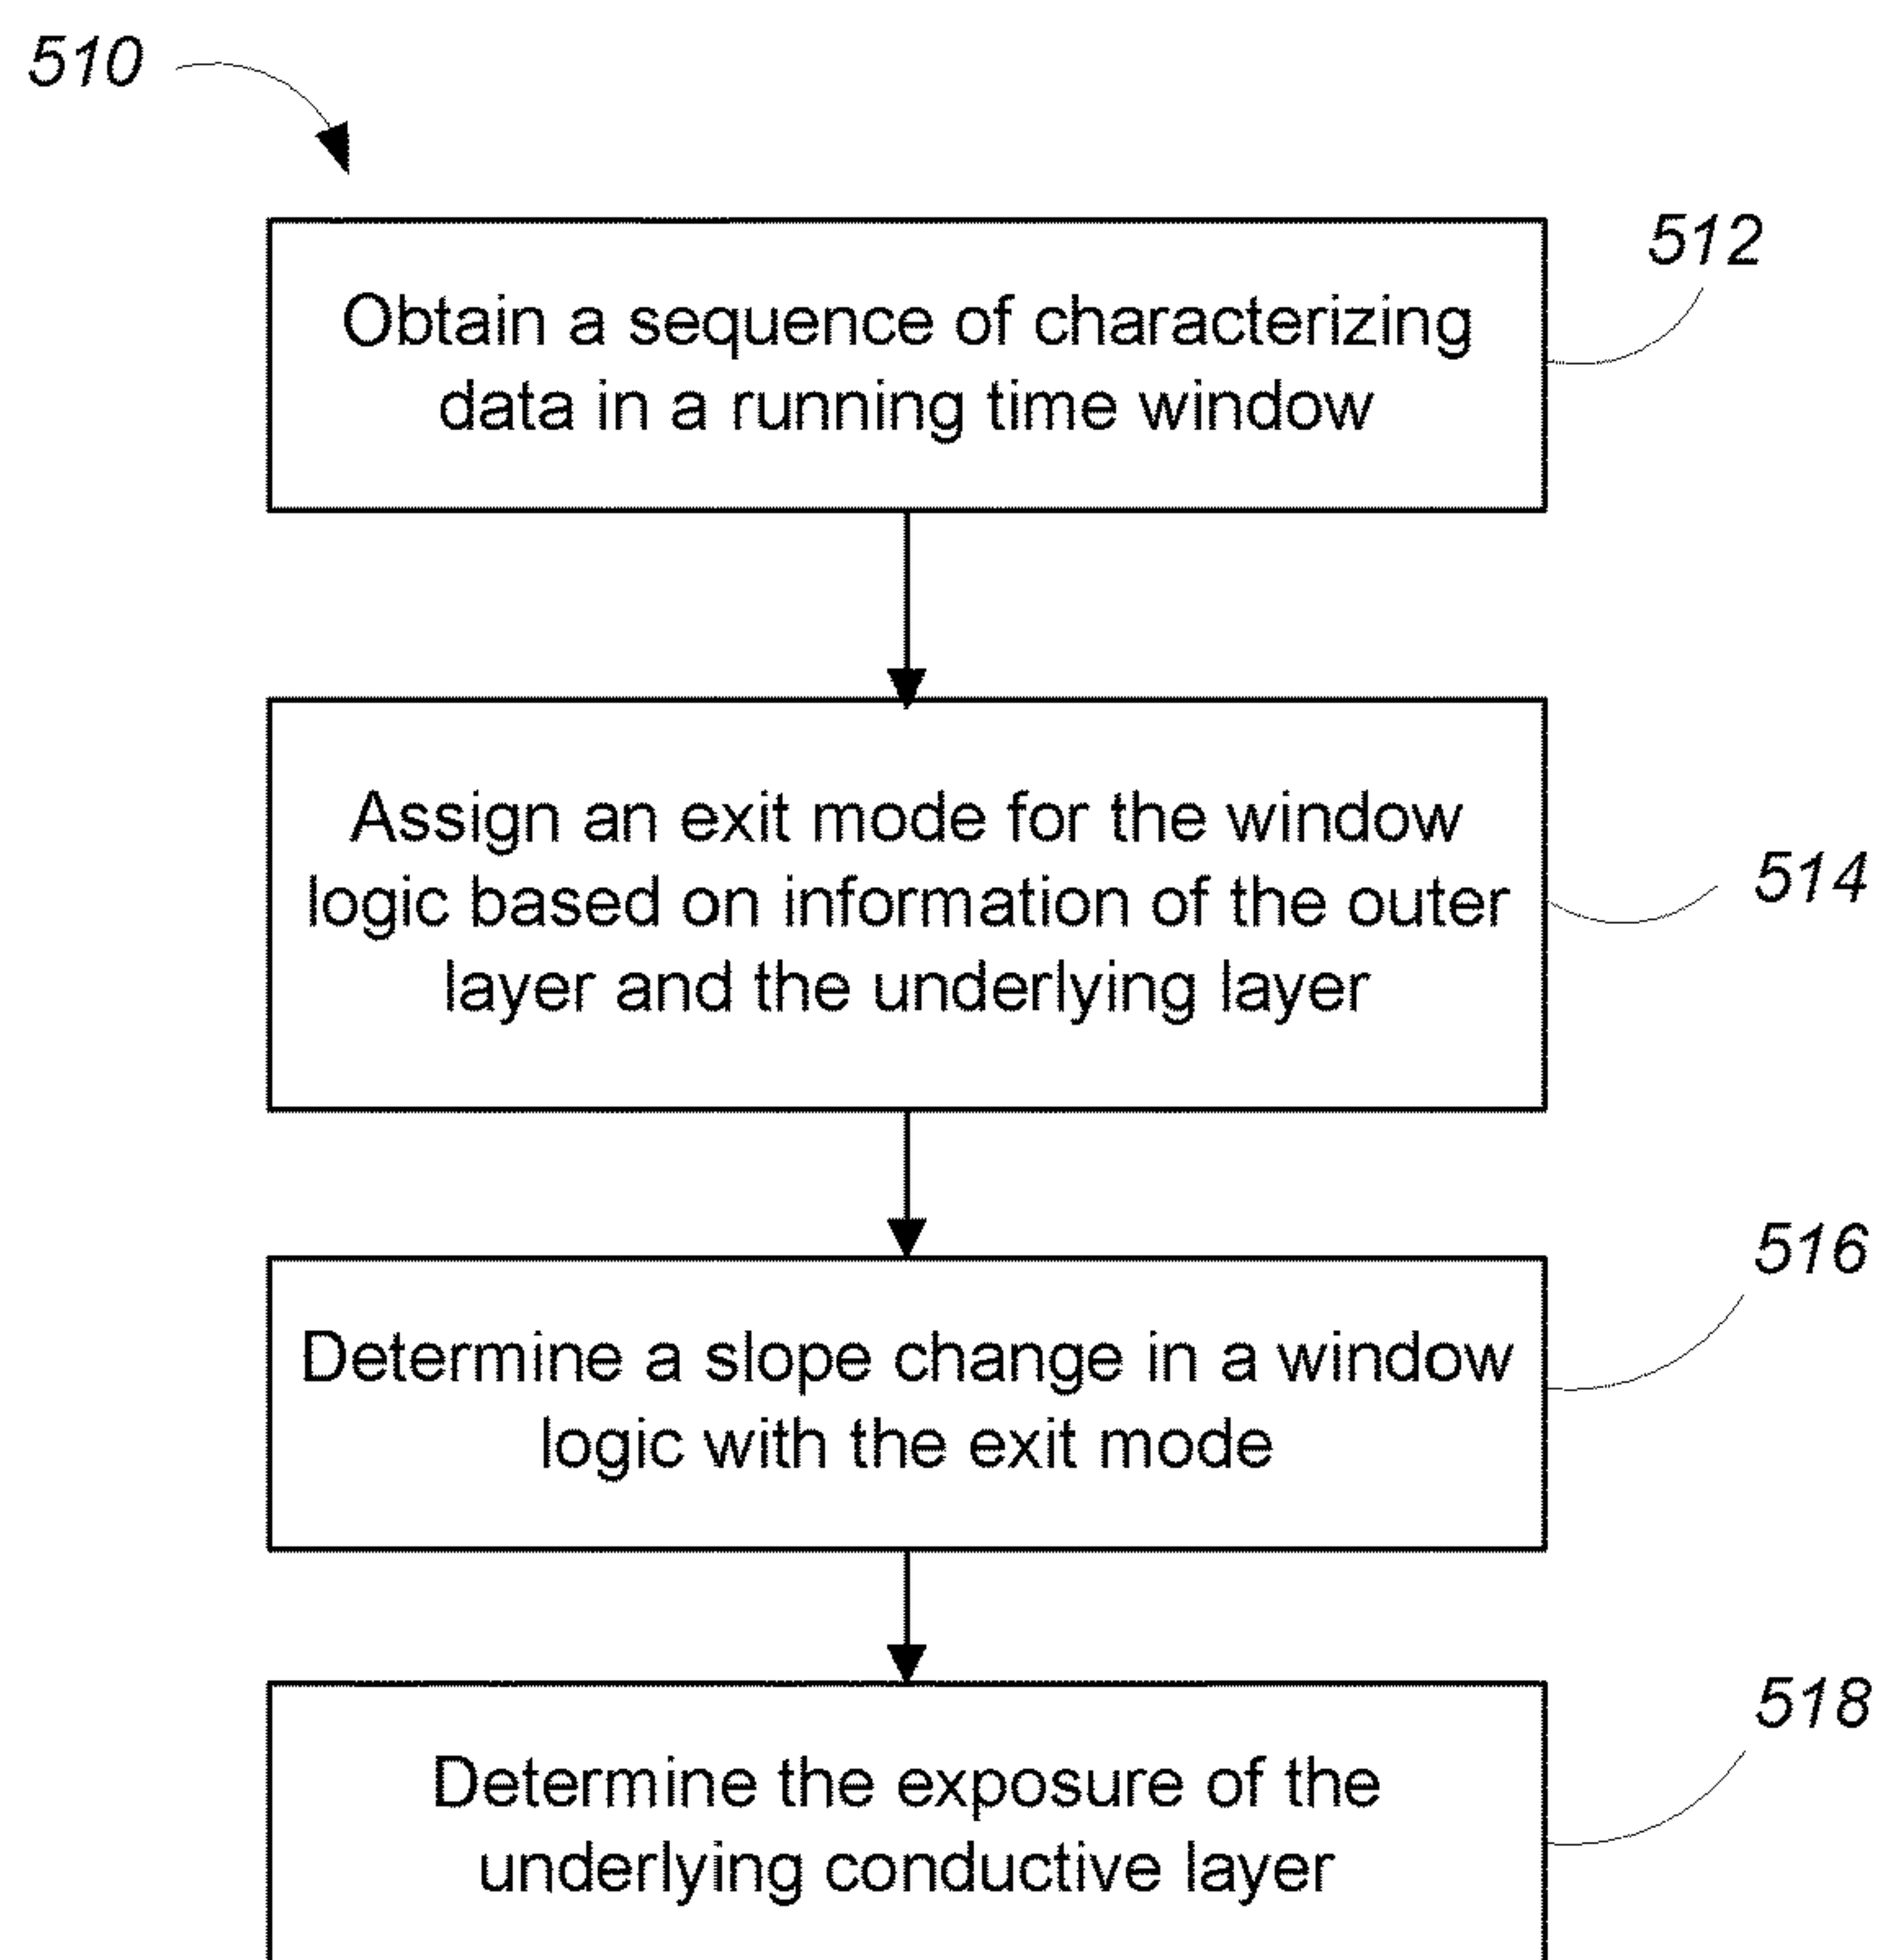 510
512
Obtain a sequence of characterizing
data in a running time window
Assign an exit mode for the window
logic based on information of the outer
layer and the underlying layer
514
516
Determine a slope change in a window
logic with the exit mode
518
Determine the exposure of the
underlying conductive layer